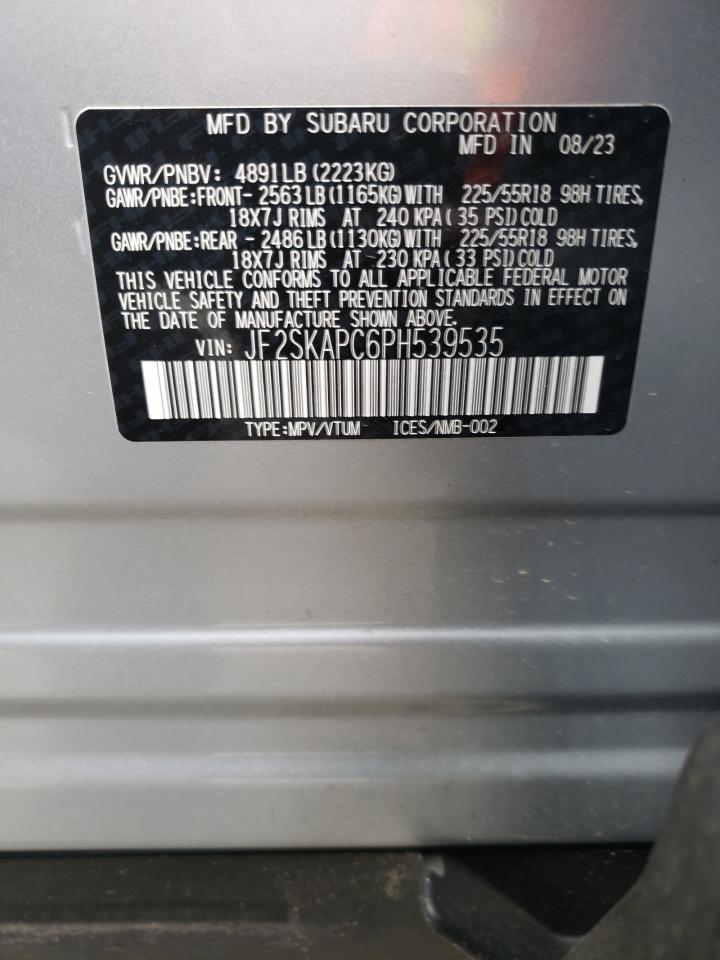 MFD BY SUBARU CORPORATION
MFD IN 08/23
GVWR/PNBV: 4891LB(2223KG)
GAWR/PNBE:FRONT-2563LB(1165KG)WITH 225/55R18 98H TIRES,
18X7J RIMS AT 240 KPA(35 PSI)COLD
GAWR/PNBE:REAR -2486LB(1130KG)WITH 225/55R18 98H TIRES,
18X7J RIMS AT 230 KPA(33 PSI)COLD
THIS VEHICLE CONFORMS TO ALL APPLICABLE FEDERAL MOTOR
VEHICLE SAFETY AND THEFT PREVENTION STANDARDS IN EFFECT ON
THE DATE OF MANUFACTURE SHOWN ABOVE.
VIN: JF2SKAPC6PH539535
TYPE:MPV/VTUM ICES/NMB-002